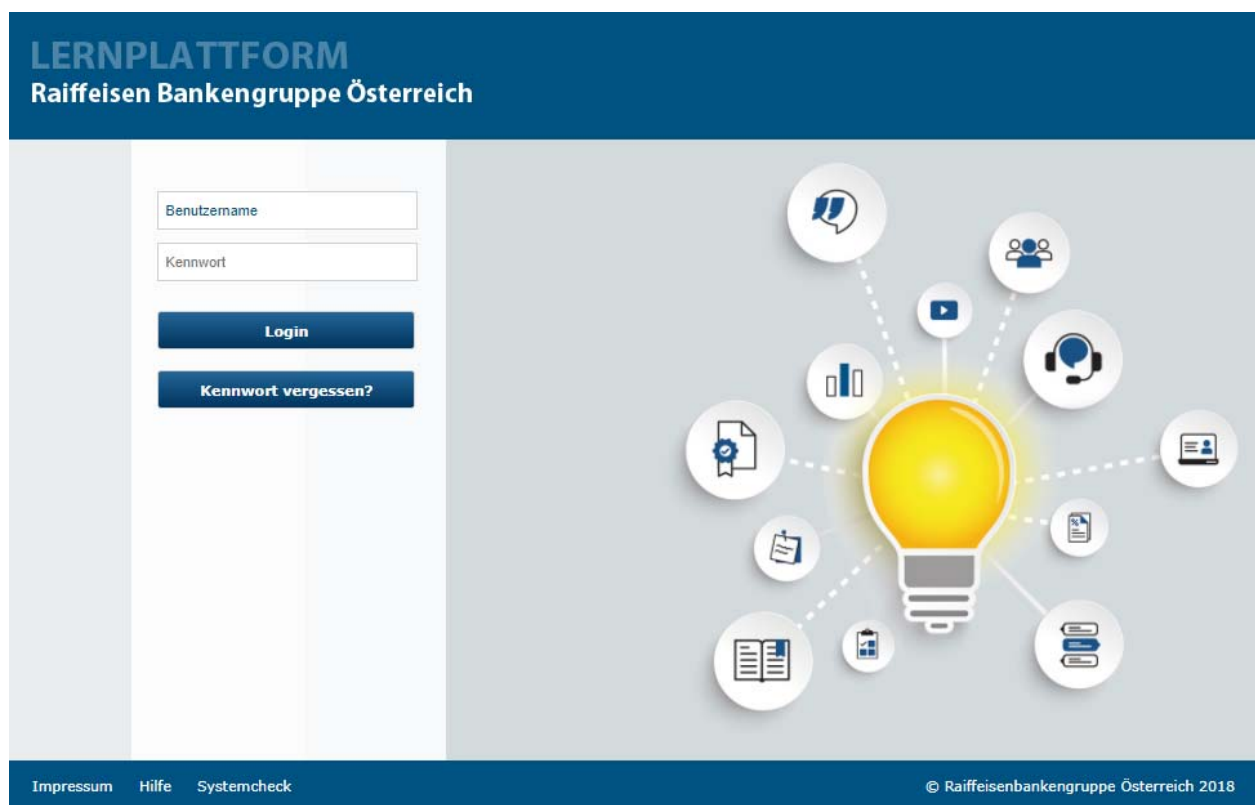 LERNPLATTFORM
Raiffeisen Bankengruppe Österreich
Benutzername
Kennwort
Login
Kennwort vergessen?
%
Impressum Hilfe Systemcheck
© Raiffeisenbankengruppe Österreich 2018